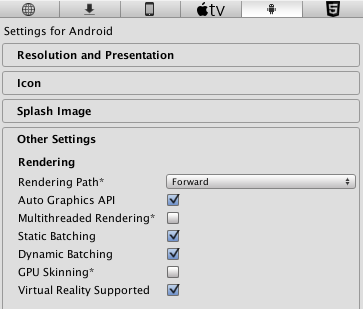 tv
Settings for Android
Resolution and Presentation
Icon
Splash Image
Other Settings
Rendering
Rendering Path* Forward
Auto Graphics API
Multithreaded Rendering*
Static Batching
Dynamic Batching
GPU Skinning*
Virtual Reality Supported